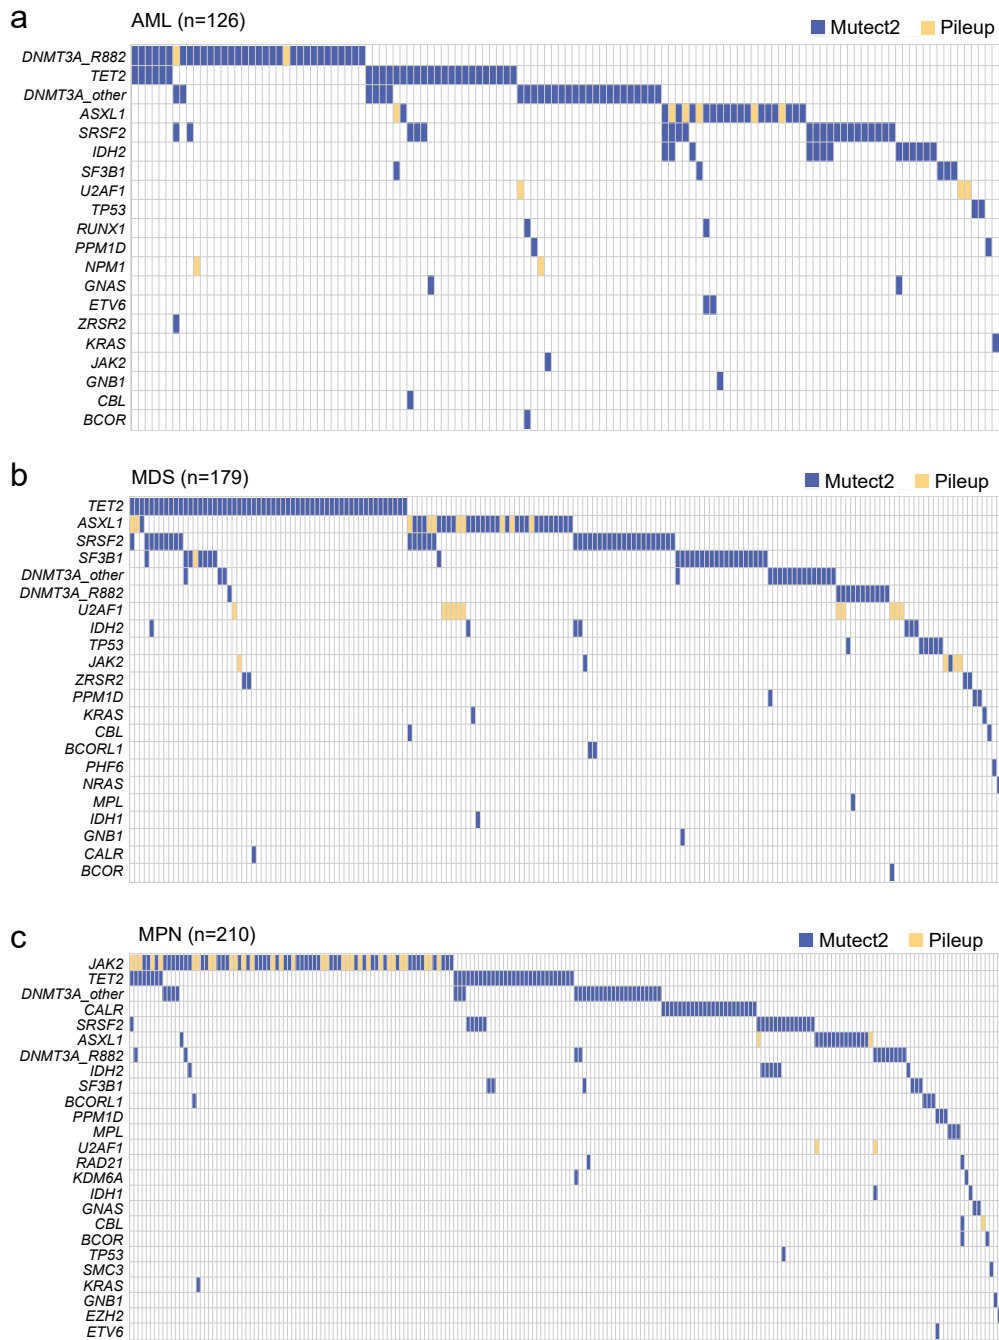 a
AML (n=126)
Mutect2
Pileup
DNMT3A_R882
TET2
DNMT3A_other
ASXL1
SRSF2
IDH2
SF3B1
U2AF1
TP53
RUNX1
PPM1D
NPM1
GNAS
ETV6
ZRSR2
KRAS
JAK2
GNB1
CBL
BCOR
b
MDS (n=179)
Mutect2
Pileup
TET2
ASXL1
SRSF2
SF3B1
DNMT3A_other
DNMT3A_R882
U2AF1
IDH2
TP53
JAK2
ZRSR2
PPM1D
KRAS
CBL
BCORL1
PHF6
NRAS
MPL
IDH1
GNB1
CALR
BCOR
c
MPN (n=210)
Mutect2
Pileup
JAK2
TET2
DNMT3A_other
CALR
SRSF2
ASXL1
DNMT3A_R882
IDH2
SF3B1
BCORL1
PPM1D
MPL
U2AF1
RAD21
KDM6A
IDH1
GNAS
CBL
BCOR
TP53
SMC3
KRAS
GNB1
EZH2
ETV6